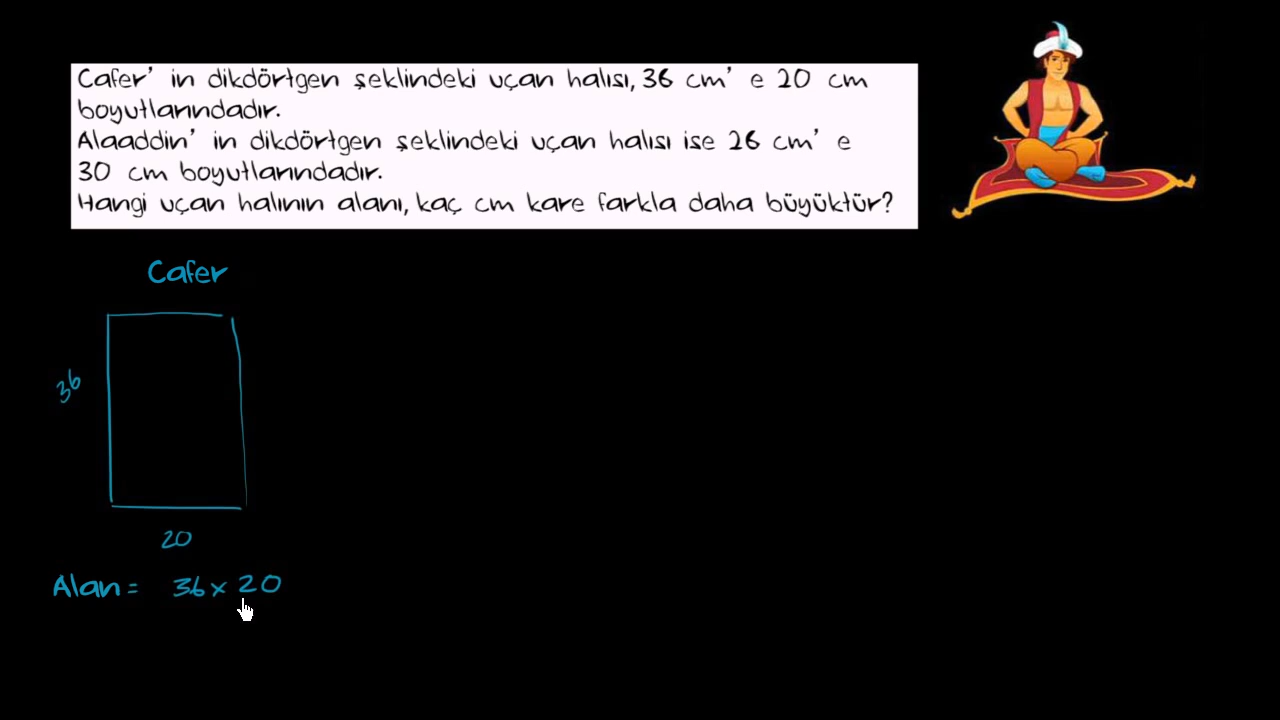 Cafer' in dikdörtgen şeklindeki uçan halısı, 36 cm' e 20 cm
boyutlarındadır.
Alaaddin' in dikdörtgen şeklindeki uçan halısı ise 26 cm' e
30 cm boyutlarındadır.
Hangi uçan halının alanı, kaç cm kare farkla daha büyüktür?
Cafer
36
20
Alan = 36 x 20